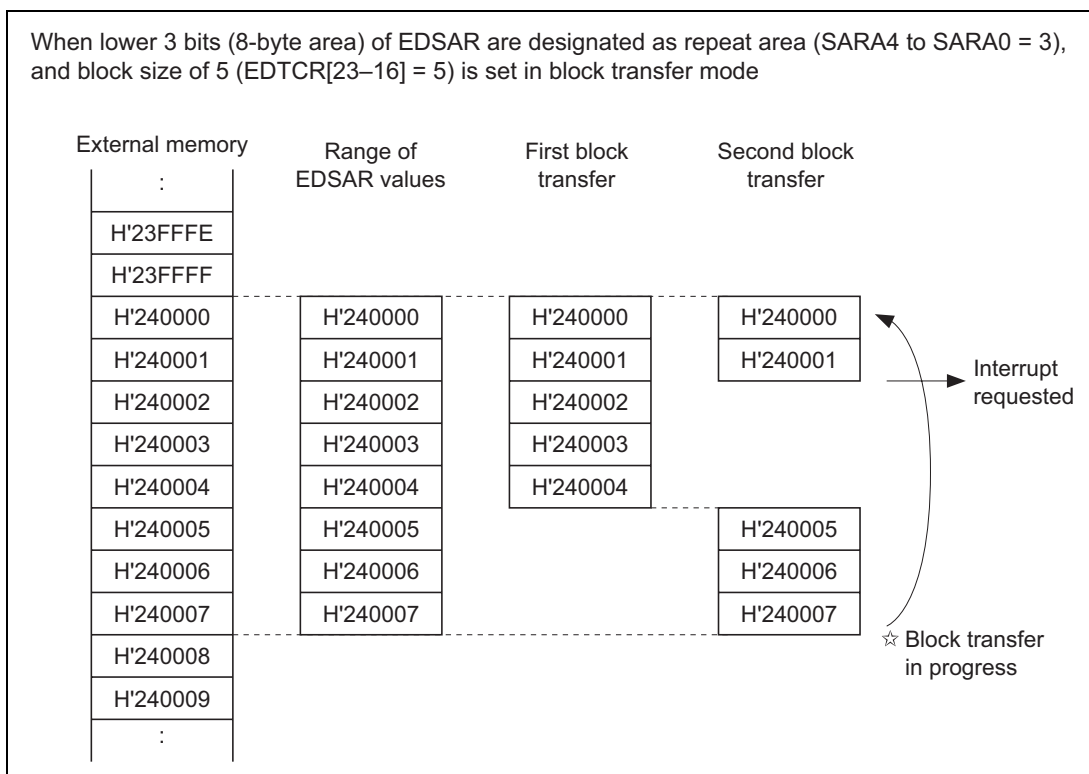 When lower 3 bits (8-byte area) of EDSAR are designated as repeat area (SARA4 to SARA0 = 3),
and block size of 5 (EDTCR[23–16] = 5) is set in block transfer mode
External memory
:
H'23FFFE
H'23FFFF
H'240000
H'240001
H'240002
H'240003
H'240004
H'240005
H'240006
H'240007
H'240008
H'240009
:
Range of
EDSAR values
H'240000
H'240001
H'240002
H'240003
H'240004
H'240005
H'240006
H'240007
First block
transfer
H'240000
H'240001
H'240002
H'240003
H'240004
Second block
transfer
H'240000
H'240001
H'240005
H'240006
H'240007
Interrupt
requested
☆ Block transfer
in progress